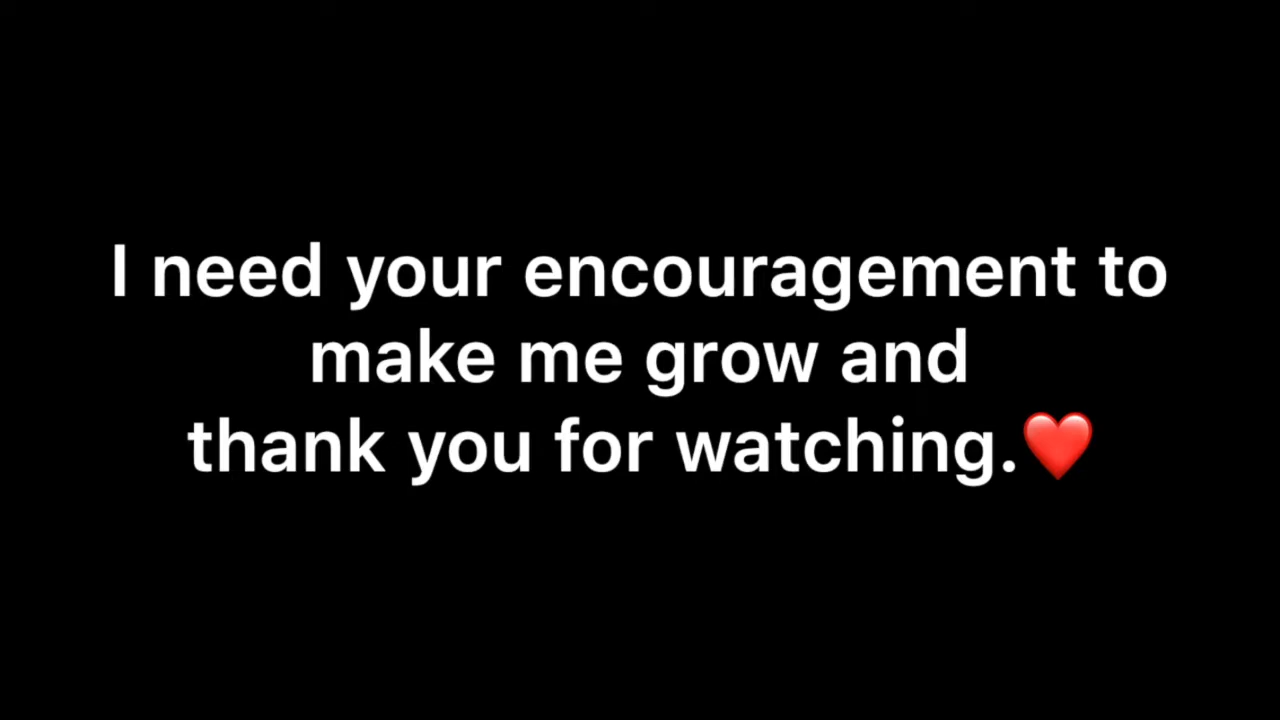 I need your encouragement to
make me grow and
thank you for watching.❤️